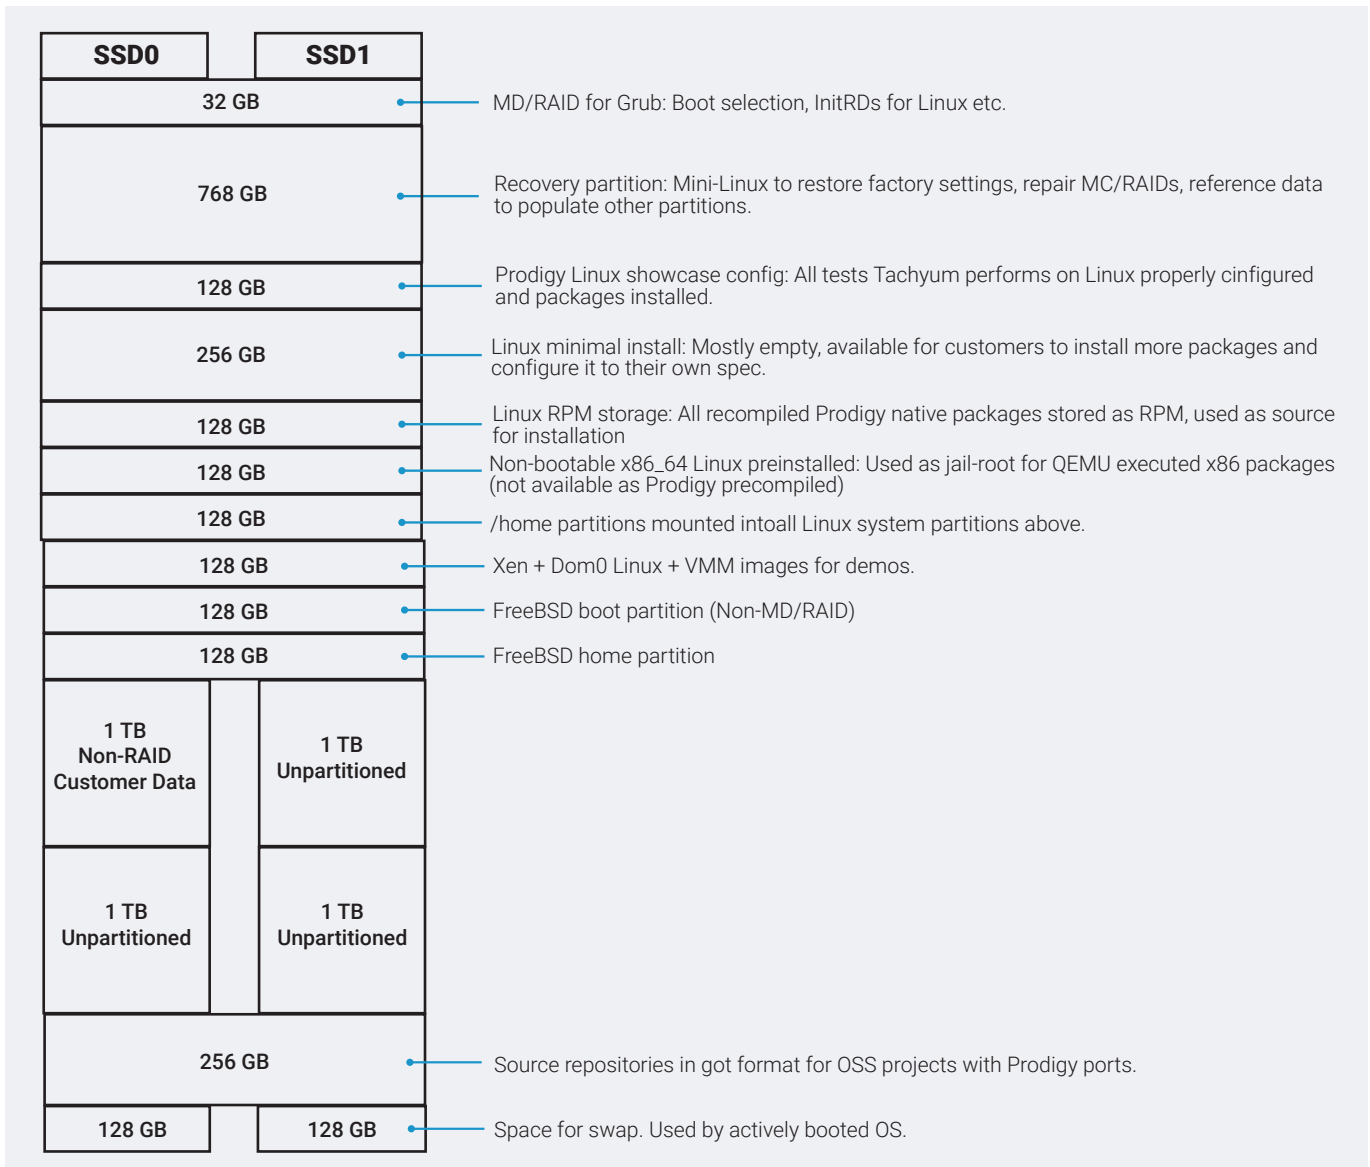 SSD0
SSD1
32 GB
MD/RAID for Grub: Boot selection, InitRDs for Linux etc.
768 GB
Recovery partition: Mini-Linux to restore factory settings, repair MC/RAIDs, reference data
to populate other partitions.
128 GB
Prodigy Linux showcase config: All tests Tachyum performs on Linux properly cinfigured
and packages installed.
256 GB
Linux minimal install: Mostly empty, available for customers to install more packages and
configure it to their own spec.
128 GB
Linux RPM storage: All recompiled Prodigy native packages stored as RPM, used as source
for installation
128 GB
Non-bootable x86_64 Linux preinstalled: Used as jail-root for QEMU executed x86 packages
(not available as Prodigy precompiled)
128 GB
/home partitions mounted intoall Linux system partitions above.
128 GB
Xen + Dom0 Linux + VMM images for demos.
128 GB
FreeBSD boot partition (Non-MD/RAID)
128 GB
FreeBSD home partition
1 TB
Non-RAID
Customer Data
1 TB
Unpartitioned
1 TB
Unpartitioned
1 TB
Unpartitioned
256 GB
Source repositories in got format for OSS projects with Prodigy ports.
128 GB
128 GB
Space for swap. Used by actively booted OS.